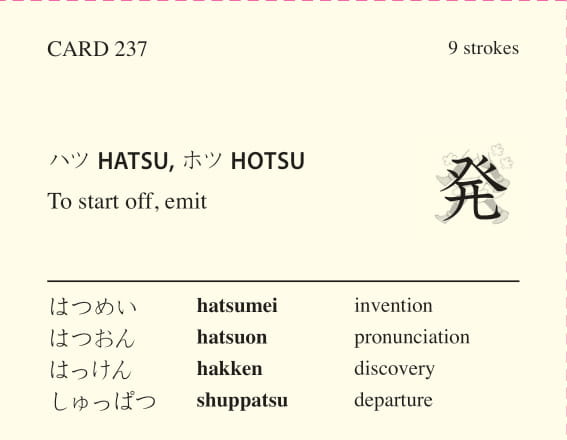 CARD 237 9 strokes
ハツ HATSU, ホツ HOTSU
発
To start off, emit
はつめい hatsumei invention
はつおん hatsuon pronunciation
はっけん hakken discovery
しゅっぱつ shuppatsu departure